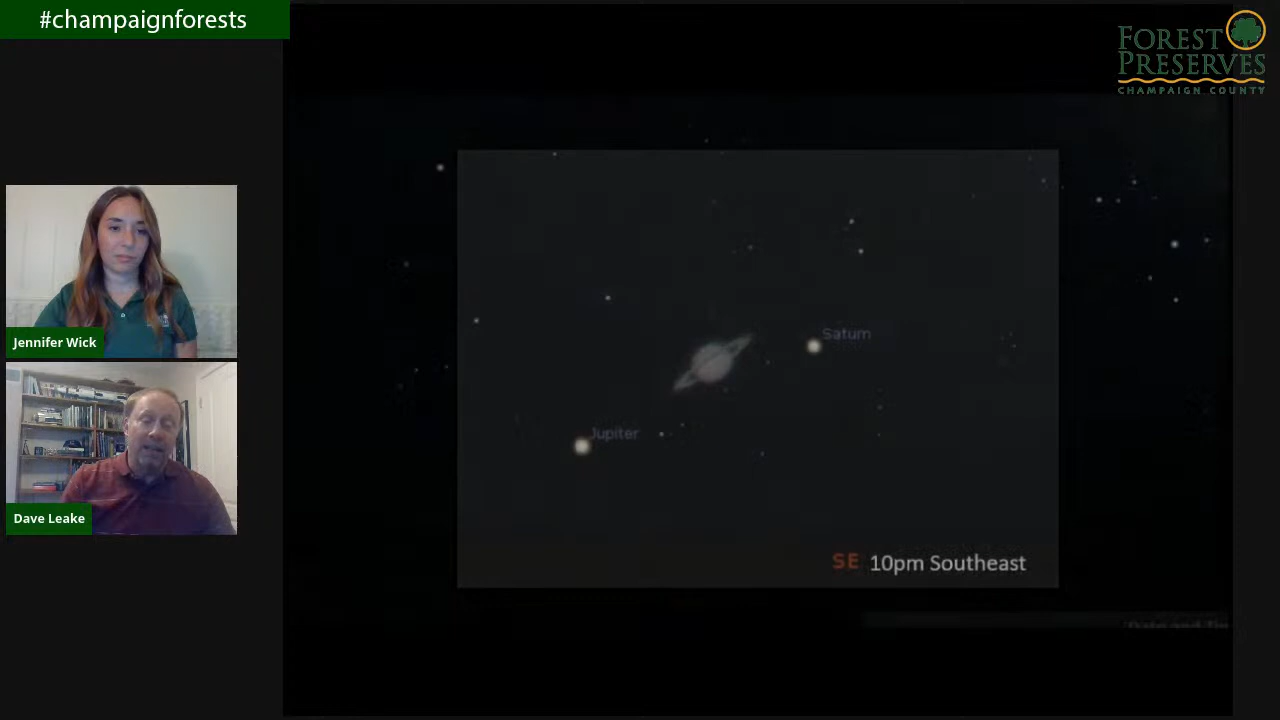 #champaignforests
FOREST
PRESERVES
CHAMPAIGN COUNTY
Jennifer Wick
Dave Leake
Saturn
Jupiter
SE 10pm Southeast